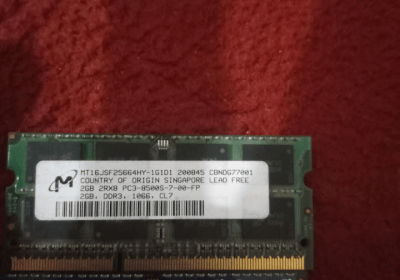 MT16JSF25664HY-1G1D1 200845 CBNDG77001
COUNTRY OF ORIGIN SINGAPORE LEAD FREE
2GB 2RX8 PC3-8500S-7-00-FP
2GB, DDR3, 1066, CL7